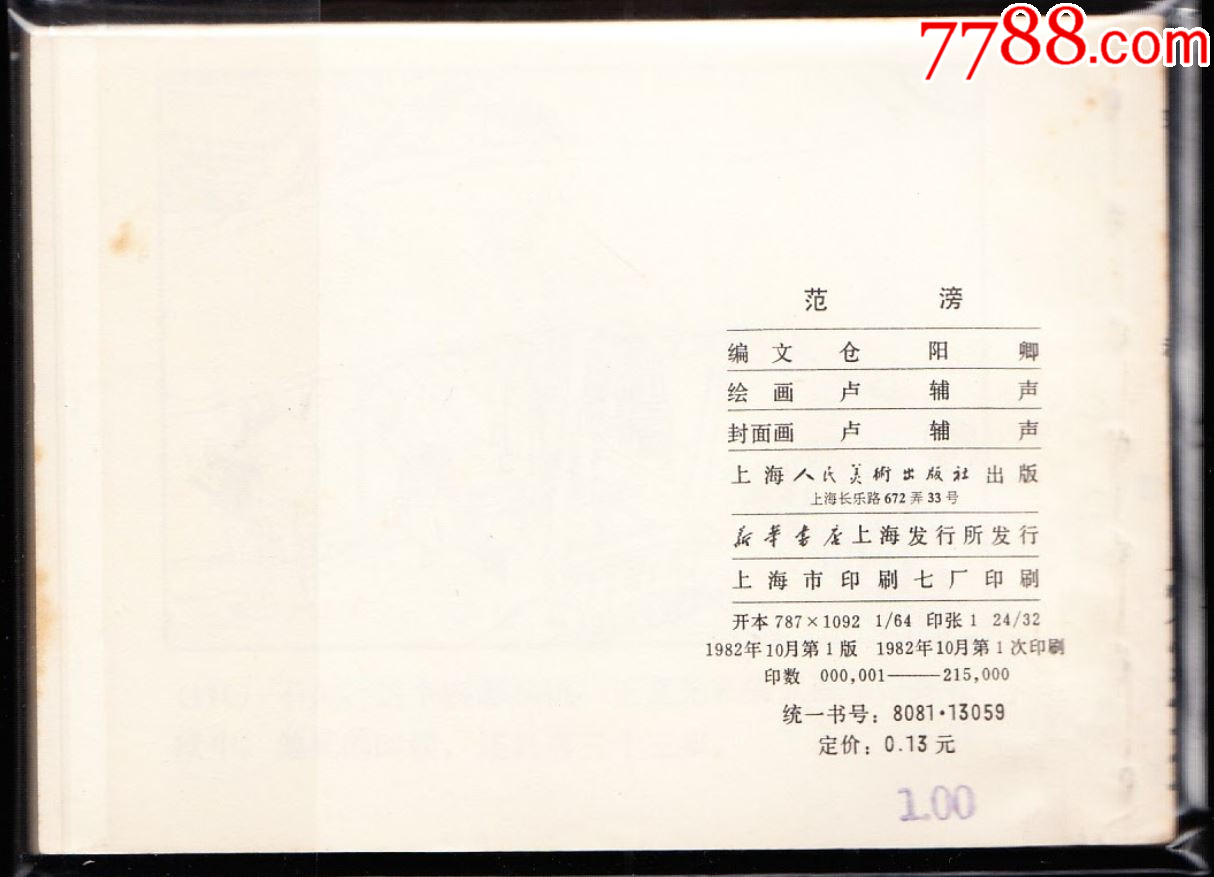 7788.com
范 滂
编 文 仓 阳 卿
绘 画 卢 辅 声
封面画 卢 辅 声
上海人民美術出版社出版
上海长乐路672弄33号
新華書店上海发行所发行
上海市印刷七厂印刷
开本 787×1092 1/64 印张 1 24/32
1982年10月第1版 1982年10月第1次印刷
印数 000,001——215,000
统一书号：8081·13059
定价：0.13元
1.00